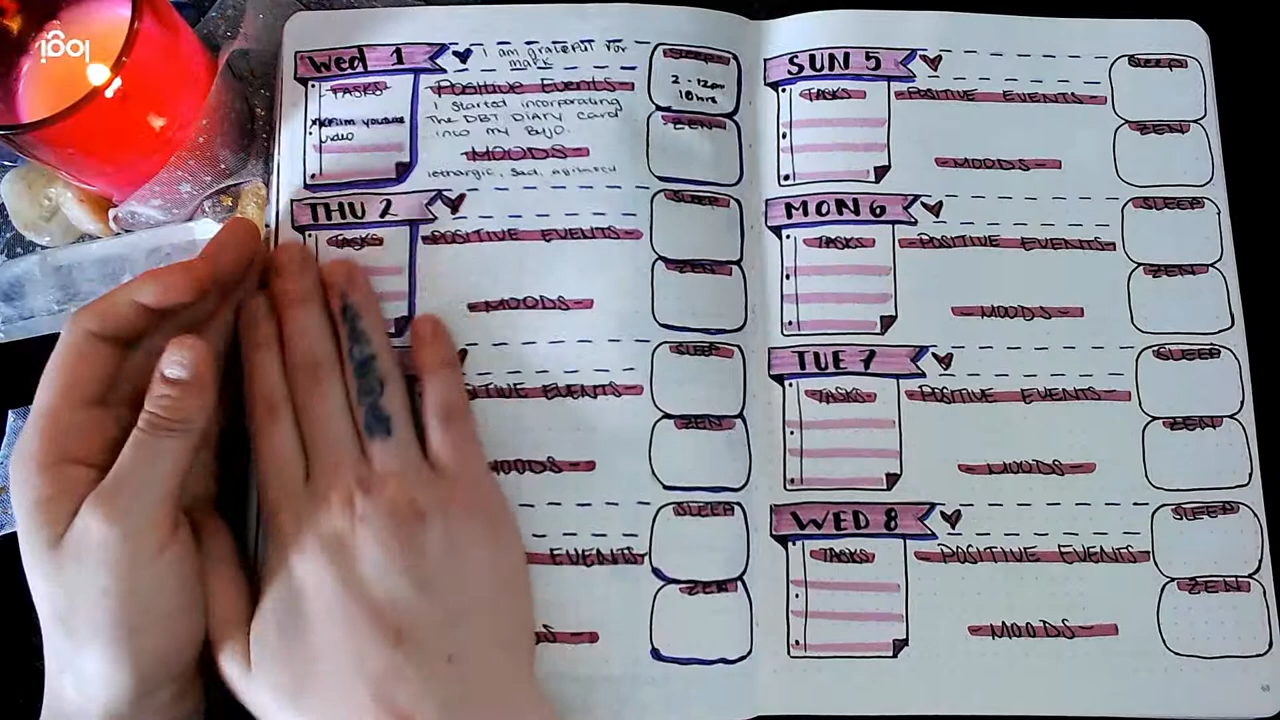 logi
Wed 1
I am grateful for
mark
TASKS
Film youtube
video
Positive Events
I started incorporating
The DBT DIARY card
into my BuJo.
MOODS
lethargic, sad, agitated
Sleep
2-12pm
10hrs
ZEN
THU 2
TASKS
POSITIVE EVENTS
MOODS
SLEEP
ZEN
ITIVE EVENTS
MOODS
SLEEP
ZEN
EVENTS
S
SLEEP
ZEN
SUN 5
TASKS
POSITIVE EVENTS
MOODS
Sleep
ZEN
MON 6
TASKS
POSITIVE EVENTS
MOODS
SLEEP
ZEN
TUE 7
TASKS
POSITIVE EVENTS
MOODS
SLEEP
ZEN
WED 8
TASKS
POSITIVE EVENTS
MOODS
SLEEP
ZEN